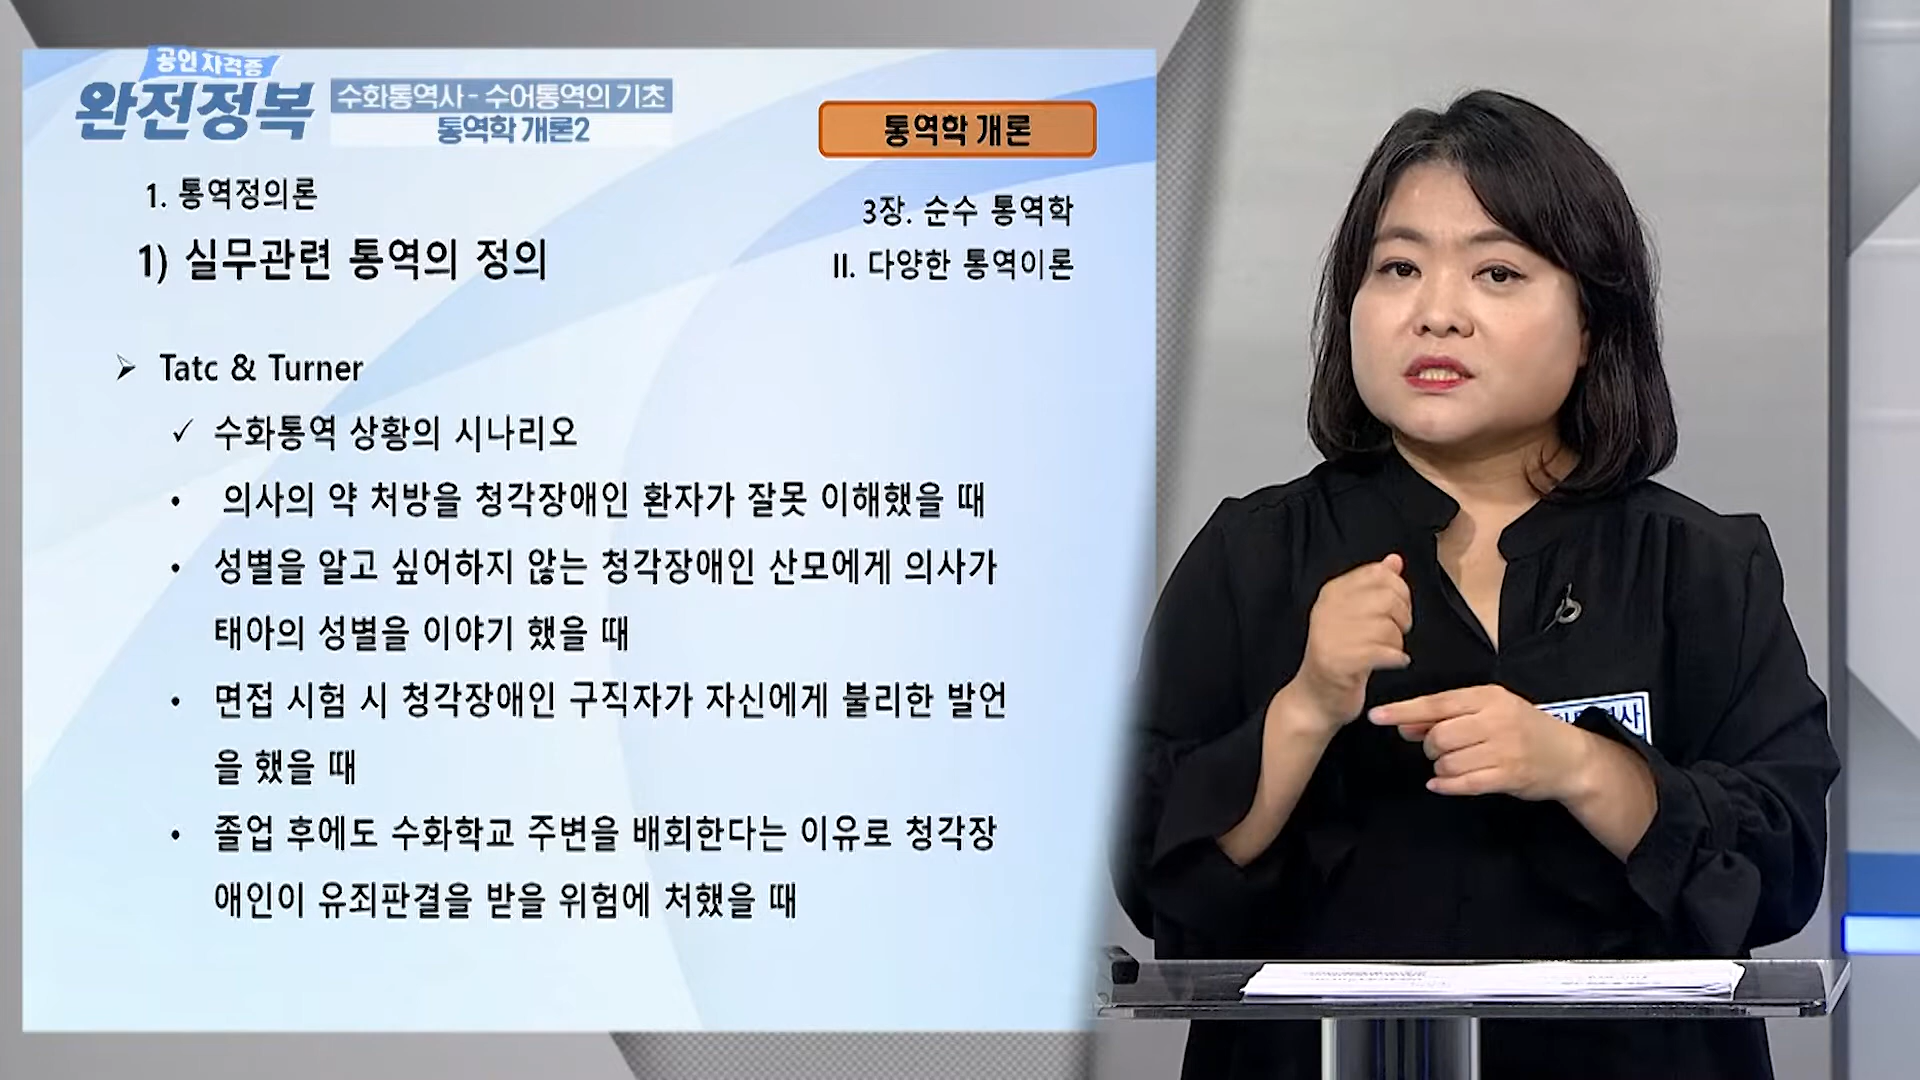 공인 자격증
완전정복
수화통역사 - 수어통역의 기초
통역학 개론2
통역학 개론
1. 통역정의론
3장. 순수 통역학
1) 실무관련 통역의 정의
II. 다양한 통역이론
➢ Tatc & Turner
✓ 수화통역 상황의 시나리오
• 의사의 약 처방을 청각장애인 환자가 잘못 이해했을 때
• 성별을 알고 싶어하지 않는 청각장애인 산모에게 의사가
태아의 성별을 이야기 했을 때
• 면접 시험 시 청각장애인 구직자가 자신에게 불리한 발언
을 했을 때
• 졸업 후에도 수화학교 주변을 배회한다는 이유로 청각장
애인이 유죄판결을 받을 위험에 처했을 때